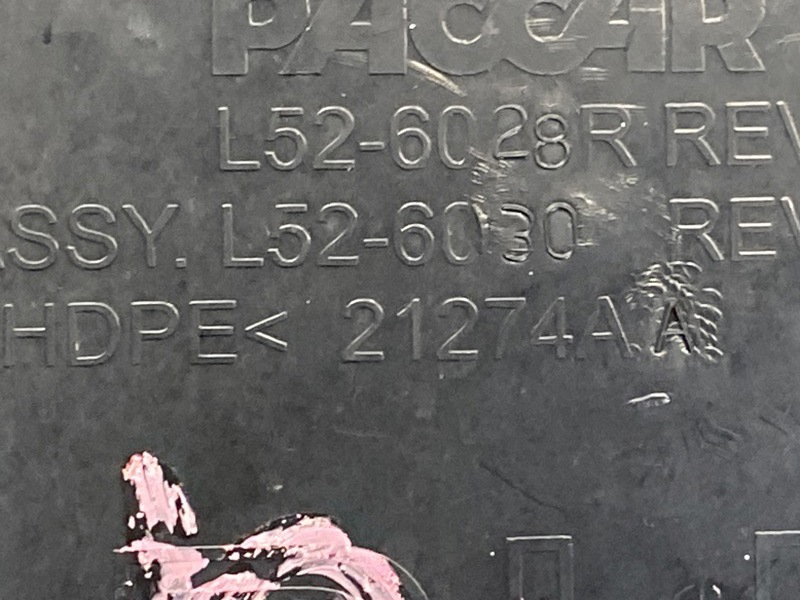 PACCAR
L52-6028R REV
ASSY. L52-6030 REV
HDPE< 21274AA